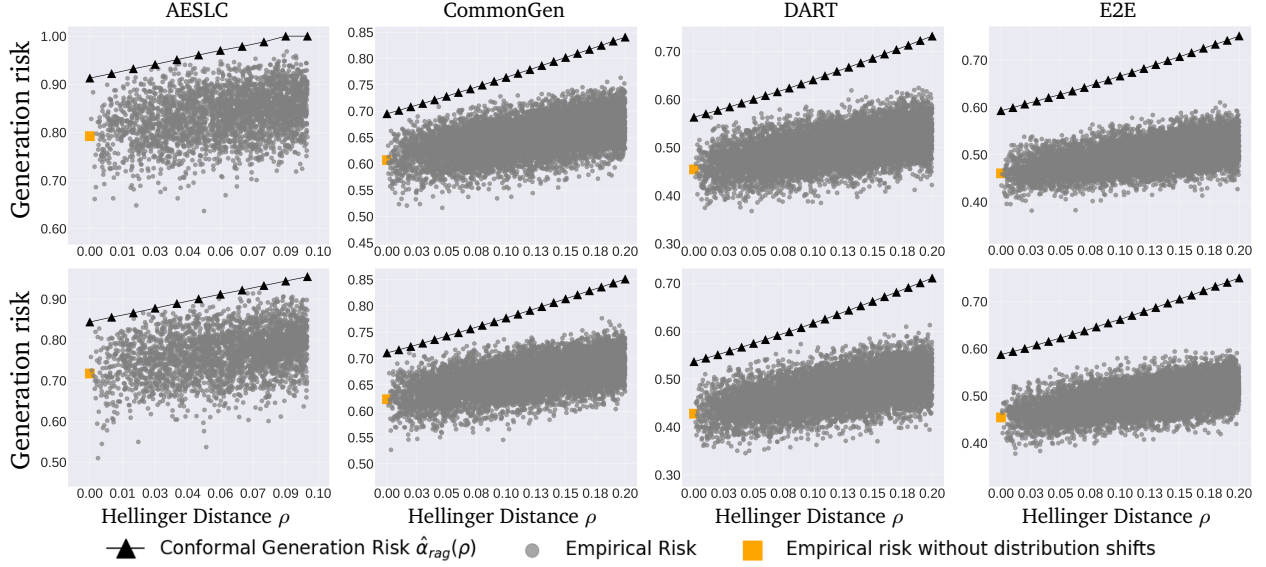 AESLC CommonGen DART E2E
Generation risk
1.00 0.90 0.80 0.70 0.60
0.00 0.01 0.03 0.04 0.06 0.07 0.09 0.10
0.85 0.80 0.75 0.70 0.65 0.60 0.55 0.50 0.45
0.00 0.03 0.05 0.08 0.10 0.13 0.15 0.18 0.20
0.70 0.60 0.50 0.40 0.30
0.00 0.03 0.05 0.08 0.10 0.13 0.15 0.18 0.20
0.70 0.60 0.50 0.40
0.00 0.03 0.05 0.08 0.10 0.13 0.15 0.18 0.20
Generation risk
0.90 0.80 0.70 0.60 0.50
0.00 0.01 0.03 0.04 0.06 0.07 0.09 0.10
0.85 0.80 0.75 0.70 0.65 0.60 0.55 0.50
0.00 0.03 0.05 0.08 0.10 0.13 0.15 0.18 0.20
0.70 0.60 0.50 0.40 0.30
0.00 0.03 0.05 0.08 0.10 0.13 0.15 0.18 0.20
0.70 0.60 0.50 0.40
0.00 0.03 0.05 0.08 0.10 0.13 0.15 0.18 0.20
Hellinger Distance ρ Hellinger Distance ρ Hellinger Distance ρ Hellinger Distance ρ
Conformal Generation Risk α̂rag(ρ) Empirical Risk Empirical risk without distribution shifts